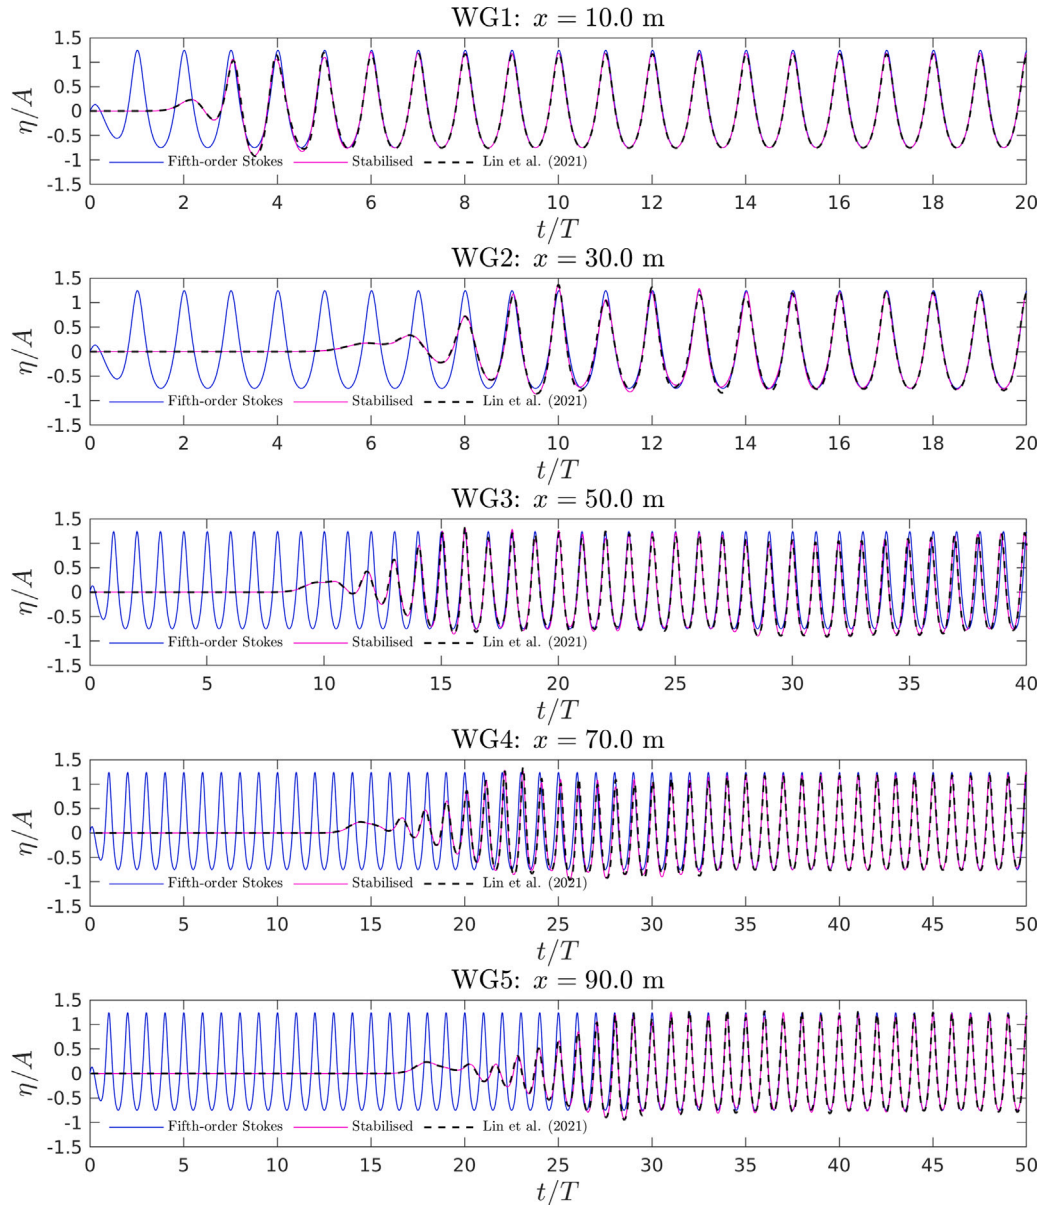 WG1: x = 10.0 m
1.5
1
0.5
0
-0.5
-1
-1.5
η/A
Fifth-order Stokes Stabilised Lin et al. (2021)
0 2 4 6 8 10 12 14 16 18 20
t/T
WG2: x = 30.0 m
1.5
1
0.5
0
-0.5
-1
-1.5
η/A
Fifth-order Stokes Stabilised Lin et al. (2021)
0 2 4 6 8 10 12 14 16 18 20
t/T
WG3: x = 50.0 m
1.5
1
0.5
0
-0.5
-1
-1.5
η/A
Fifth-order Stokes Stabilised Lin et al. (2021)
0 5 10 15 20 25 30 35 40
t/T
WG4: x = 70.0 m
1.5
1
0.5
0
-0.5
-1
-1.5
η/A
Fifth-order Stokes Stabilised Lin et al. (2021)
0 5 10 15 20 25 30 35 40 45 50
t/T
WG5: x = 90.0 m
1.5
1
0.5
0
-0.5
-1
-1.5
η/A
Fifth-order Stokes Stabilised Lin et al. (2021)
0 5 10 15 20 25 30 35 40 45 50
t/T